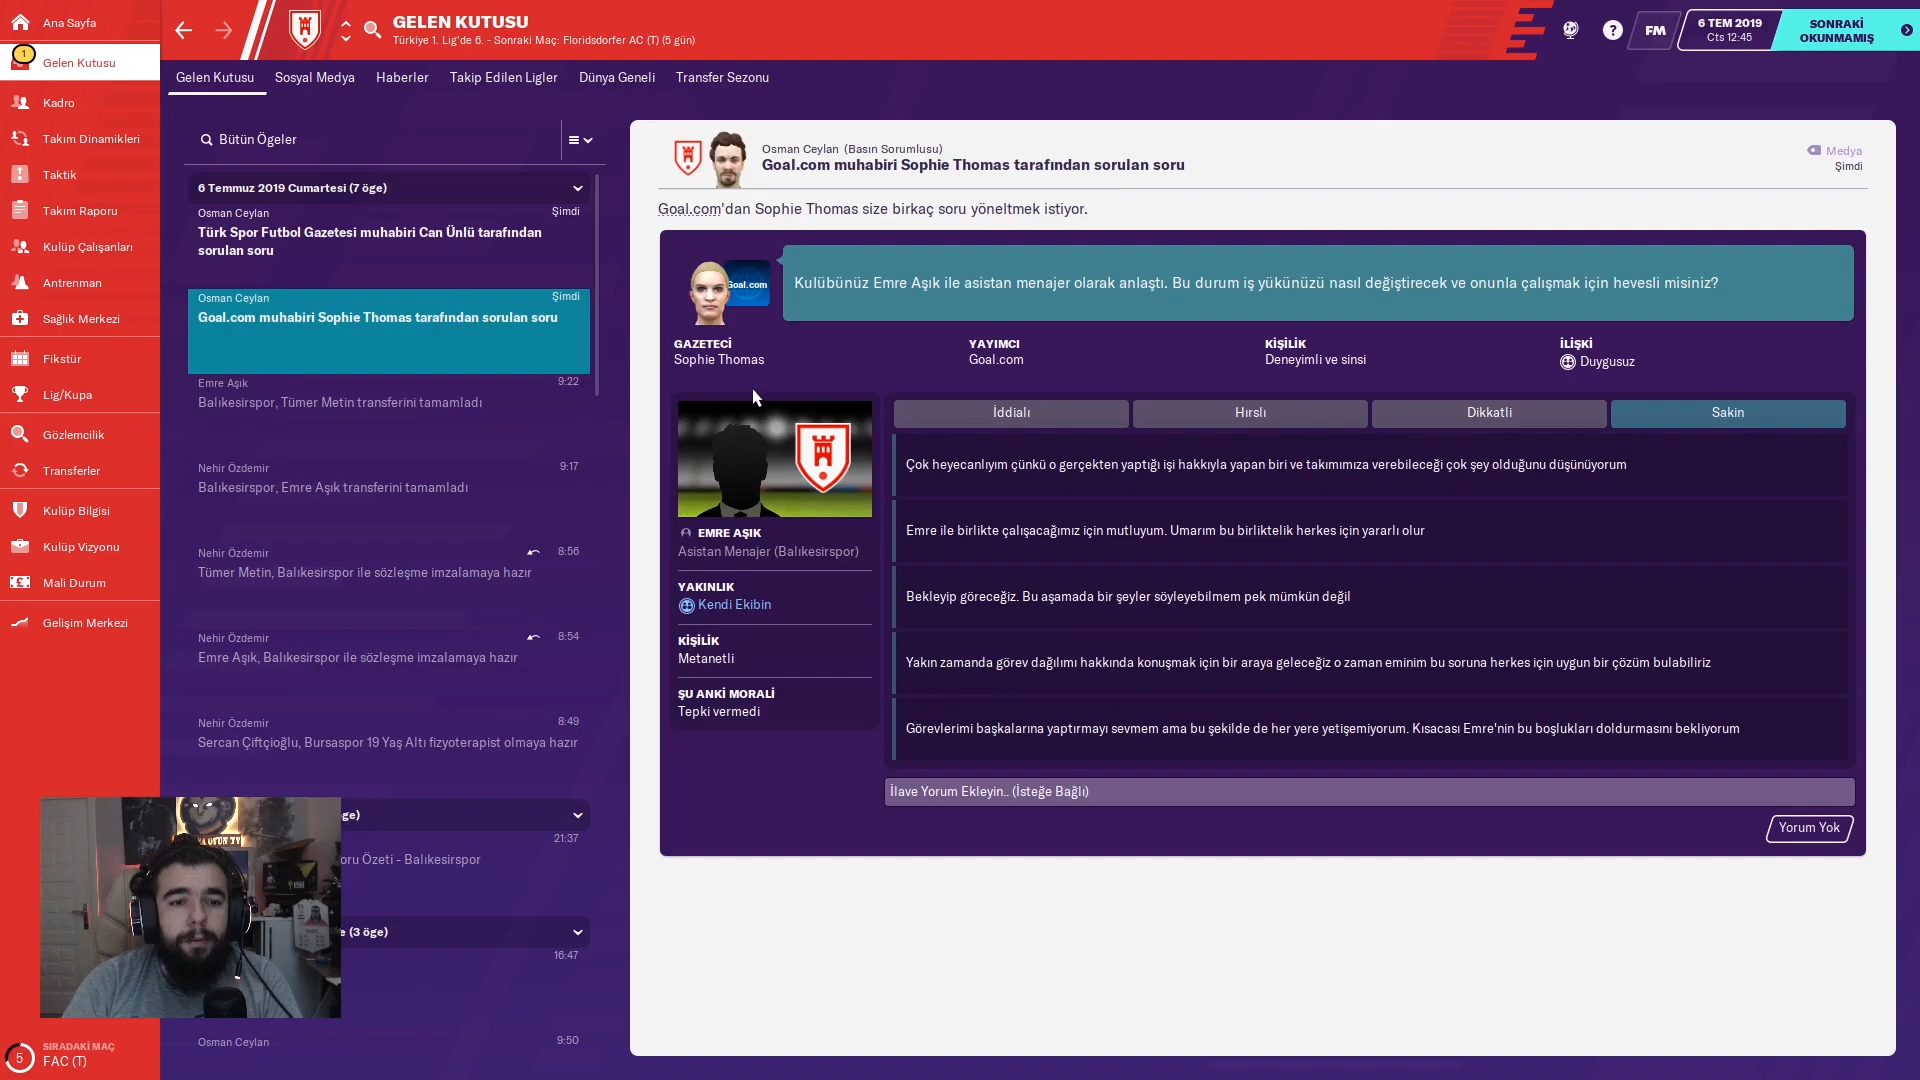 Ana Sayfa
1
Gelen Kutusu
Kadro
Takım Dinamikleri
Taktik
Takım Raporu
Kulüp Çalışanları
Antrenman
Sağlık Merkezi
Fikstür
Lig/Kupa
Gözlemcilik
Transferler
Kulüp Bilgisi
Kulüp Vizyonu
Mali Durum
Gelişim Merkezi
5
SIRADAKİ MAÇ
FAC (T)
GELEN KUTUSU
Türkiye 1. Lig'de 6. - Sonraki Maç: Floridsdorfer AC (T) (5 gün)
?
FM
6 TEM 2019
Cts 12:45
SONRAKİ
OKUNMAMIŞ
Gelen Kutusu Sosyal Medya Haberler Takip Edilen Ligler Dünya Geneli Transfer Sezonu
Bütün Ögeler
6 Temmuz 2019 Cumartesi (7 öge)
Osman Ceylan Şimdi
Türk Spor Futbol Gazetesi muhabiri Can Ünlü tarafından
sorulan soru
Osman Ceylan Şimdi
Goal.com muhabiri Sophie Thomas tarafından sorulan soru
Emre Aşık 9:22
Balıkesirspor, Tümer Metin transferini tamamladı
Nehir Özdemir 9:17
Balıkesirspor, Emre Aşık transferini tamamladı
Nehir Özdemir 8:56
Tümer Metin, Balıkesirspor ile sözleşme imzalamaya hazır
Nehir Özdemir 8:54
Emre Aşık, Balıkesirspor ile sözleşme imzalamaya hazır
Nehir Özdemir 8:49
Sercan Çiftçioğlu, Bursaspor 19 Yaş Altı fizyoterapist olmaya hazır
ge)
21:37
oru Özeti - Balıkesirspor
e (3 öge)
16:47
Osman Ceylan 9:50
OYUN TV
Osman Ceylan (Basın Sorumlusu)
Goal.com muhabiri Sophie Thomas tarafından sorulan soru
Medya
Şimdi
Goal.com'dan Sophie Thomas size birkaç soru yöneltmek istiyor.
Goal.com
Kulübünüz Emre Aşık ile asistan menajer olarak anlaştı. Bu durum iş yükünüzü nasıl değiştirecek ve onunla çalışmak için hevesli misiniz?
GAZETECİ YAYIMCI KİŞİLİK İLİŞKİ
Sophie Thomas Goal.com Deneyimli ve sinsi Duygusuz
EMRE AŞIK
Asistan Menajer (Balıkesirspor)
YAKINLIK
Kendi Ekibin
KİŞİLİK
Metanetli
ŞU ANKİ MORALİ
Tepki vermedi
İddialı Hırslı Dikkatli Sakin
Çok heyecanlıyım çünkü o gerçekten yaptığı işi hakkıyla yapan biri ve takımımıza verebileceği çok şey olduğunu düşünüyorum
Emre ile birlikte çalışacağımız için mutluyum. Umarım bu birliktelik herkes için yararlı olur
Bekleyip göreceğiz. Bu aşamada bir şeyler söyleyebilmem pek mümkün değil
Yakın zamanda görev dağılımı hakkında konuşmak için bir araya geleceğiz o zaman eminim bu soruna herkes için uygun bir çözüm bulabiliriz
Görevlerimi başkalarına yaptırmayı sevmem ama bu şekilde de her yere yetişemiyorum. Kısacası Emre'nin bu boşlukları doldurmasını bekliyorum
İlave Yorum Ekleyin.. (İsteğe Bağlı)
Yorum Yok